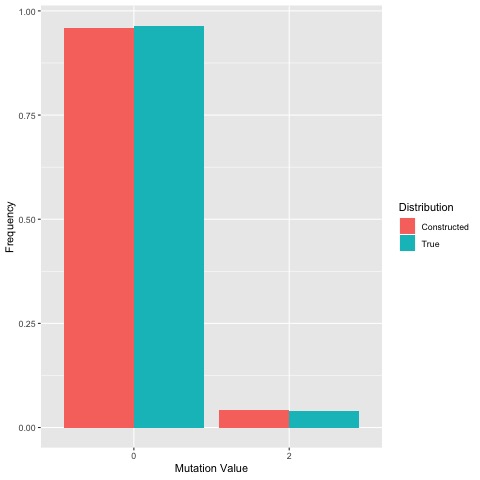 1.00
0.75
0.50
0.25
0.00
Frequency
0
2
Mutation Value
Distribution
Constructed
True